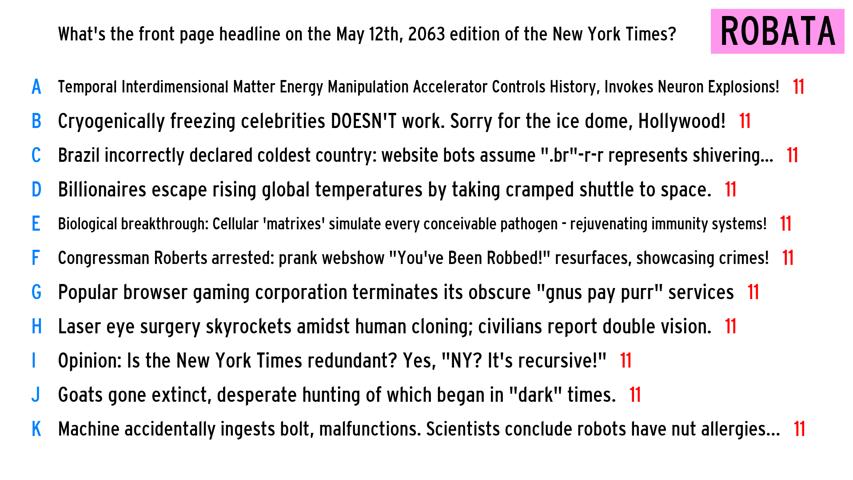 What's the front page headline on the May 12th, 2063 edition of the New York Times?
ROBATA
A Temporal Interdimensional Matter Energy Manipulation Accelerator Controls History, Invokes Neuron Explosions! 11
B Cryogenically freezing celebrities DOESN'T work. Sorry for the ice dome, Hollywood! 11
C Brazil incorrectly declared coldest country: website bots assume ".br"-r-r represents shivering... 11
D Billionaires escape rising global temperatures by taking cramped shuttle to space. 11
E Biological breakthrough: Cellular 'matrixes' simulate every conceivable pathogen - rejuvenating immunity systems! 11
F Congressman Roberts arrested: prank webshow "You've Been Robbed!" resurfaces, showcasing crimes! 11
G Popular browser gaming corporation terminates its obscure "gnus pay purr" services 11
H Laser eye surgery skyrockets amidst human cloning; civilians report double vision. 11
I Opinion: Is the New York Times redundant? Yes, "NY? It's recursive!" 11
J Goats gone extinct, desperate hunting of which began in "dark" times. 11
K Machine accidentally ingests bolt, malfunctions. Scientists conclude robots have nut allergies... 11